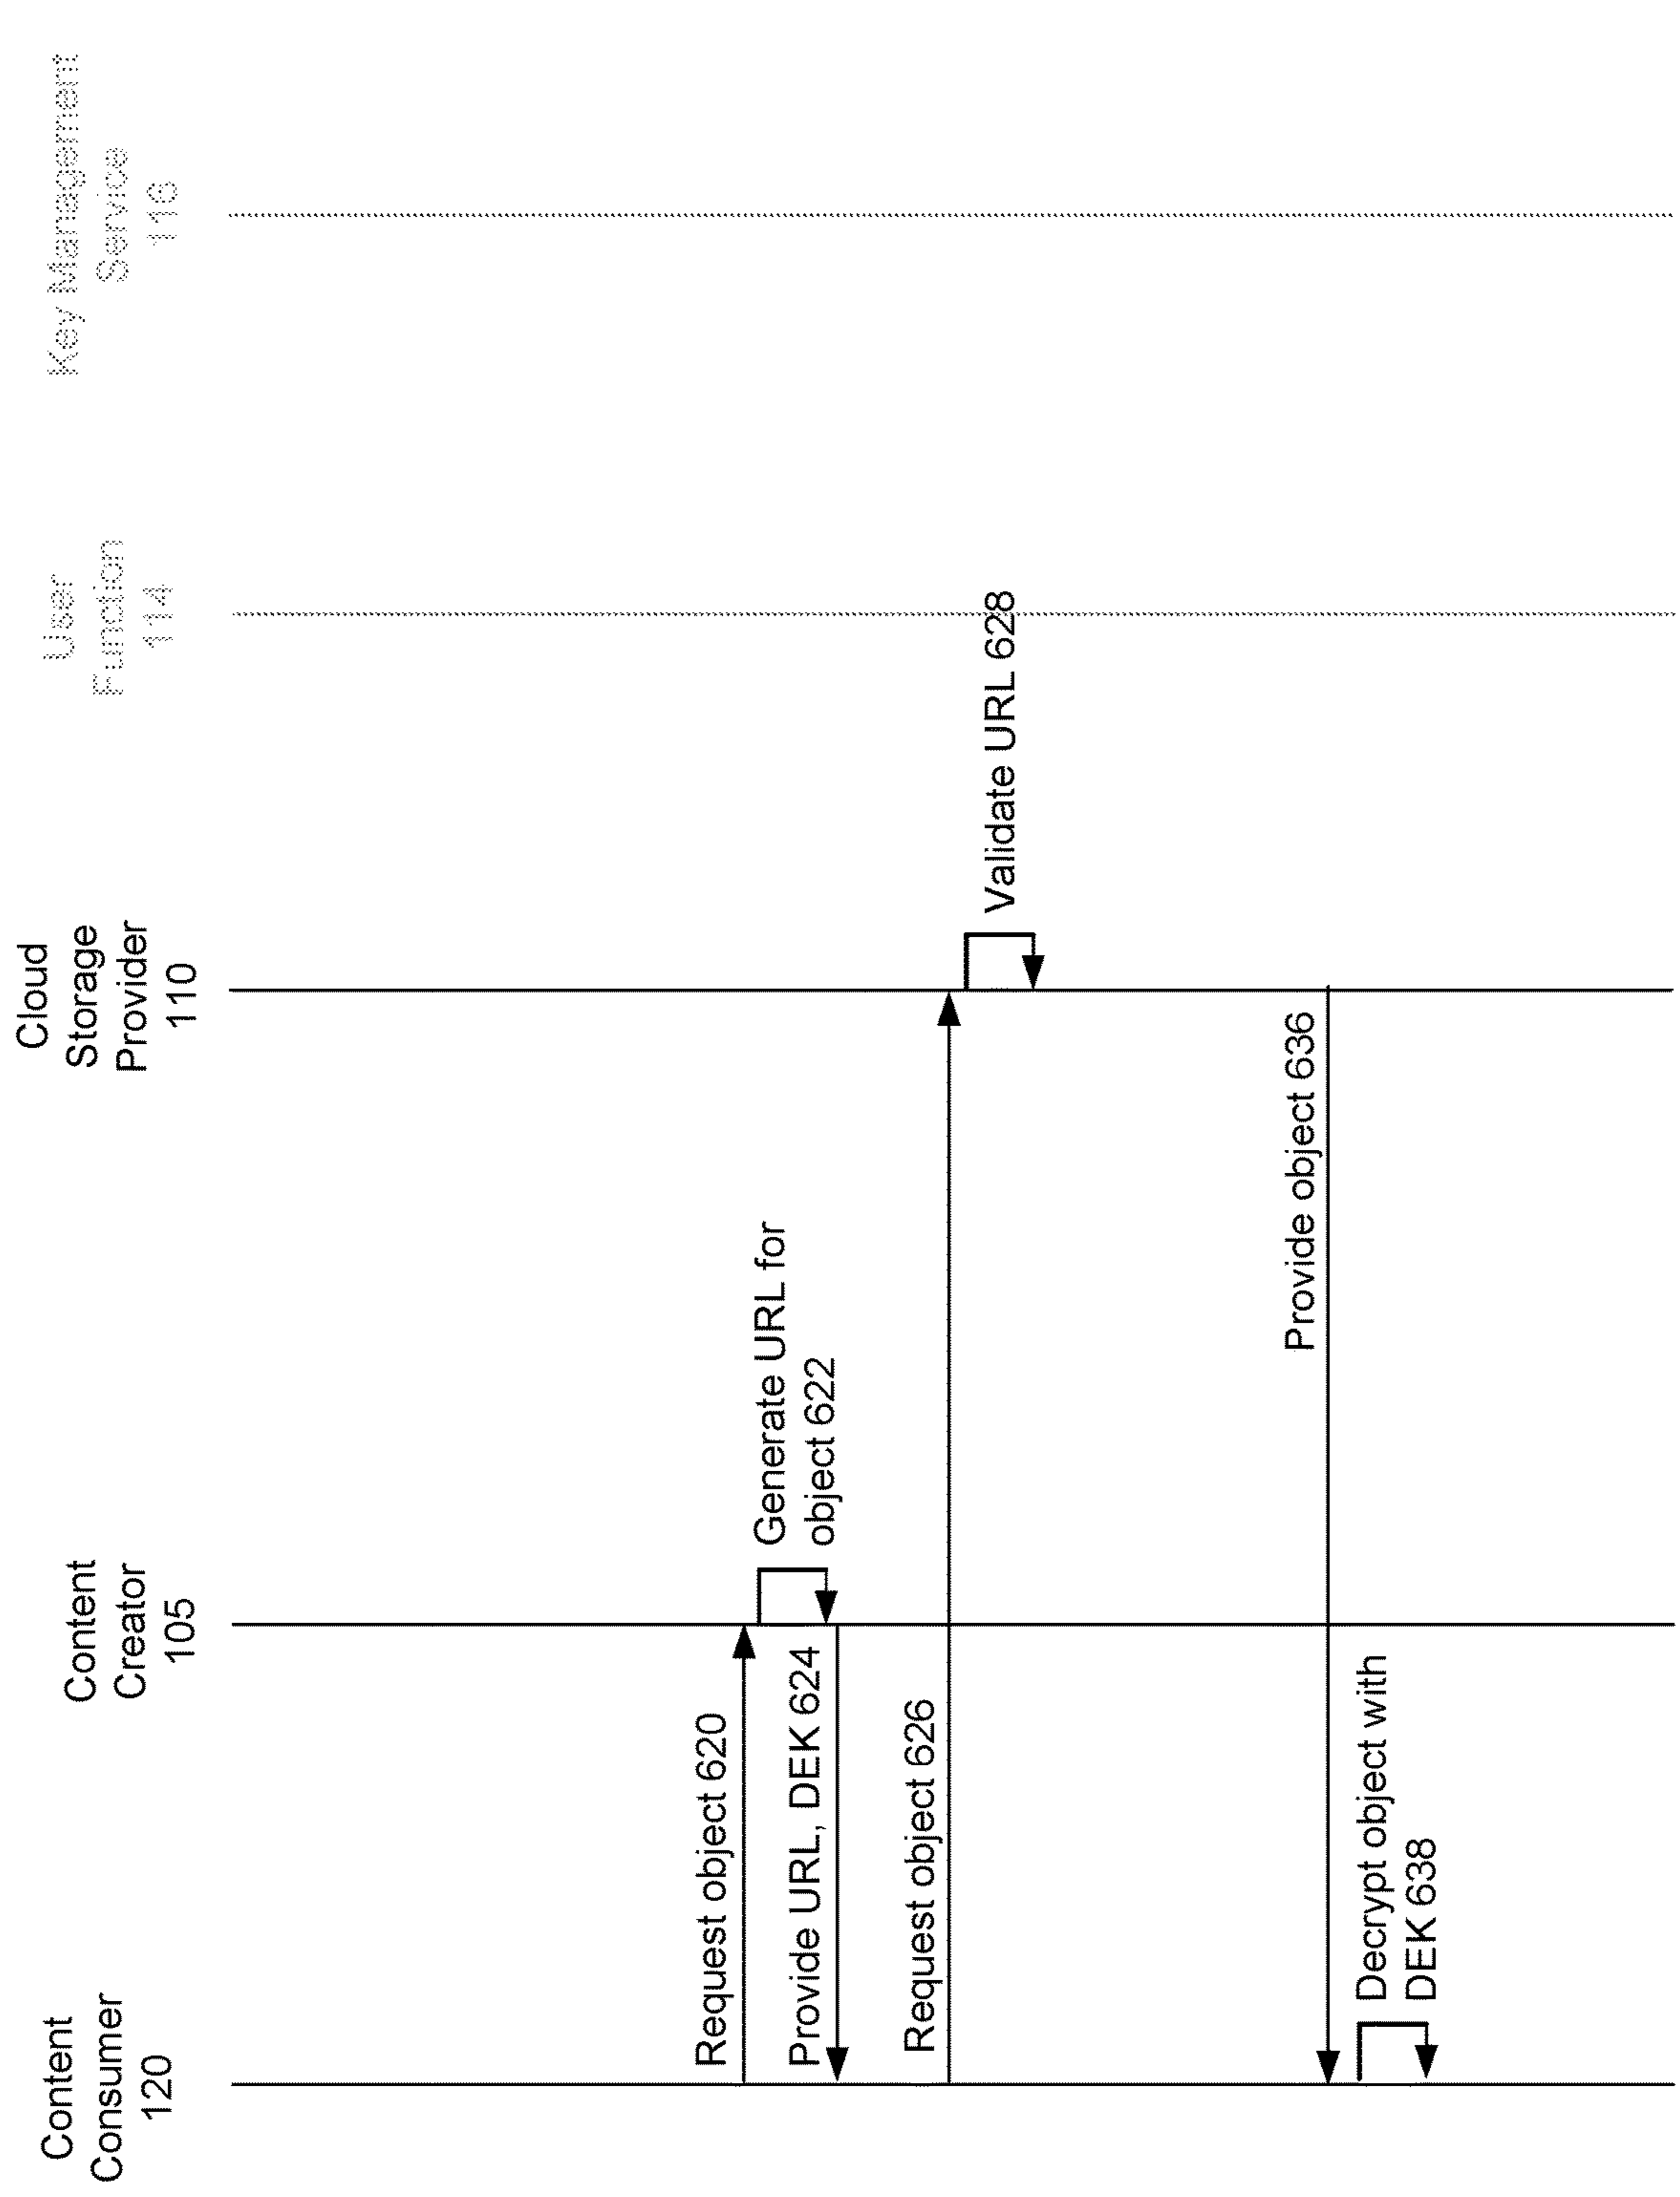 Content
Consumer
120
Content
Creator
105
Cloud
Storage
Provider
110
User
Function
114
Key Management
Service
116
Request object 620
Generate URL for
object 622
Provide URL, DEK 624
Request object 626
Validate URL 628
Provide object 636
Decrypt object with
DEK 638